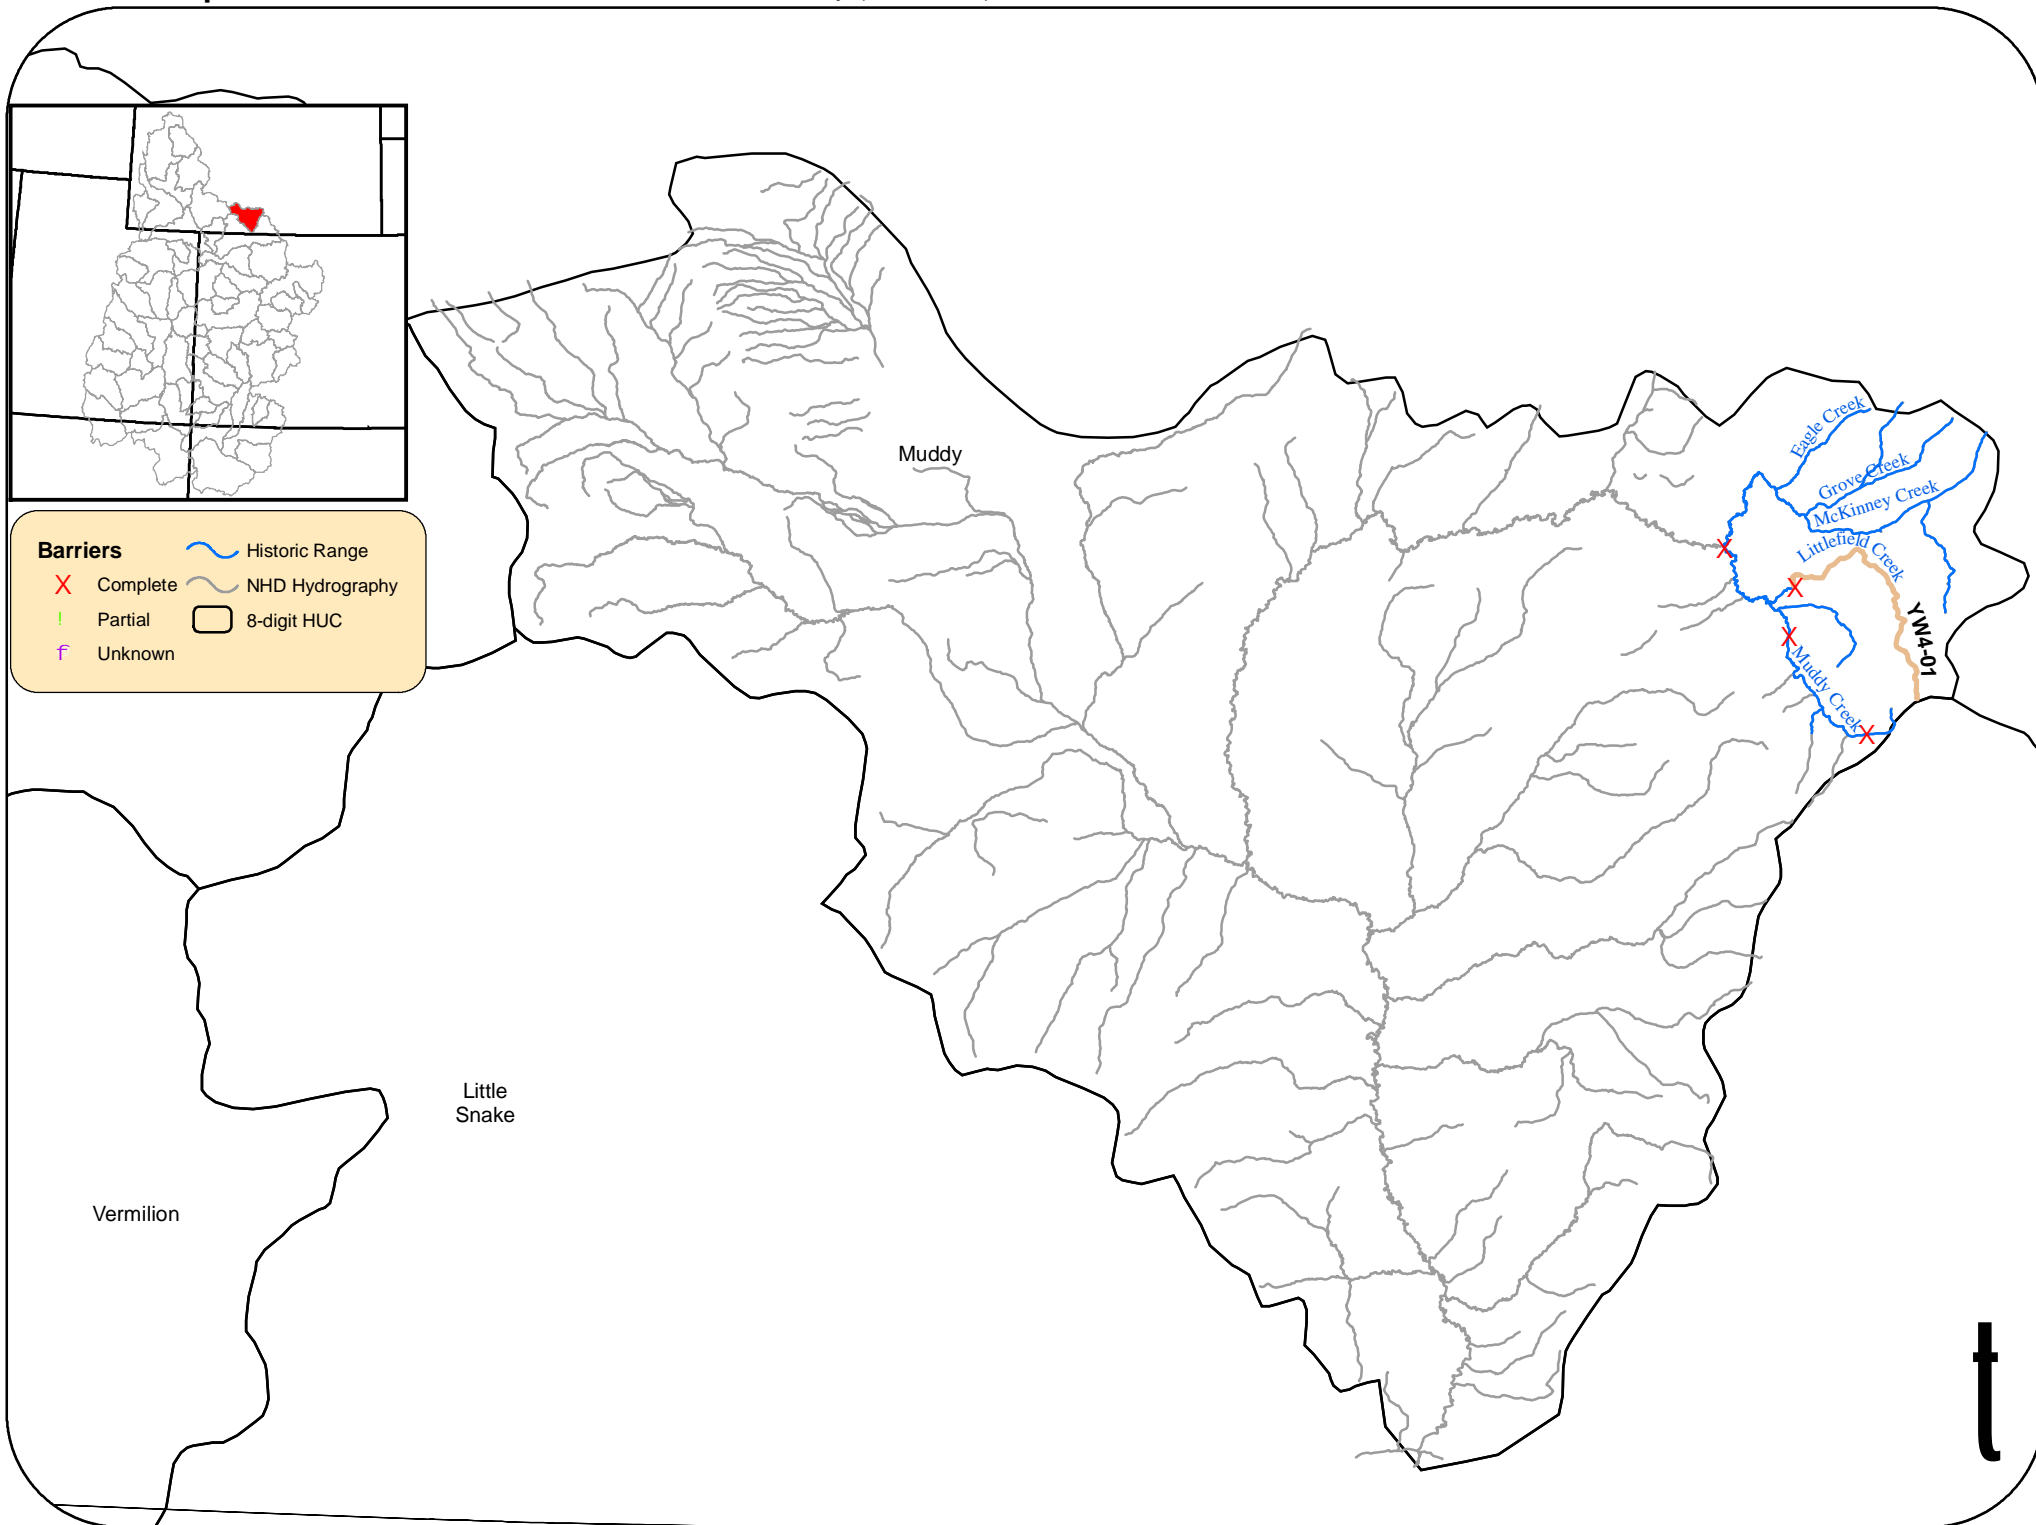 Barriers
Historic Range
X Complete
NHD Hydrography
! Partial
8-digit HUC
f Unknown
Muddy
Eagle Creek
Grove Creek
McKinney Creek
Littlefield Creek
X
X
YW4-01
X
Muddy Creek
X
Little
Snake
Vermilion
t